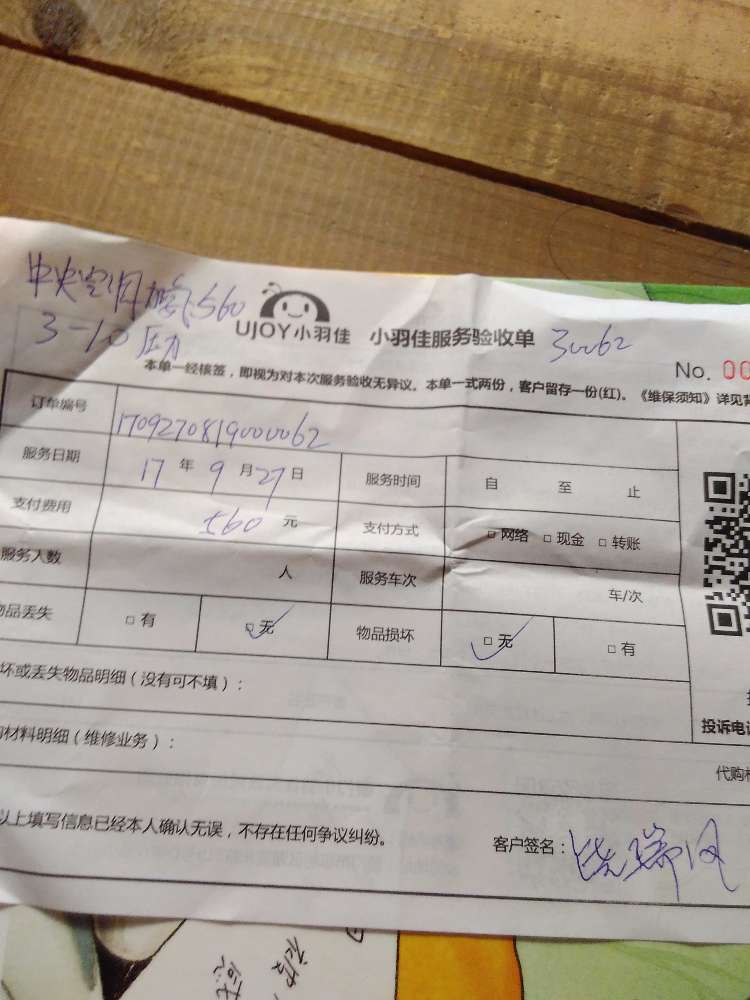 中央空调加氟560
3-10压力
UJOY小羽佳 小羽佳服务验收单 30062
No. 00
本单一经核签，即视为对本次服务验收无异议。本单一式两份，客户留存一份(红)。《维保须知》详见背
订单编号 170927081900062
服务日期 17 年 9 月 27 日 服务时间 自 至 止
支付费用 560 元 支付方式 □ 网络 □ 现金 □ 转账
服务人数 人 服务车次 车/次
物品丢失 □ 有 □ 无 物品损坏 □ 无 □ 有
坏或丢失物品明细（没有可不填）：
投诉电话
材料明细（维修业务）：
代购
以上填写信息已经本人确认无误，不存在任何争议纠纷。
客户签名：